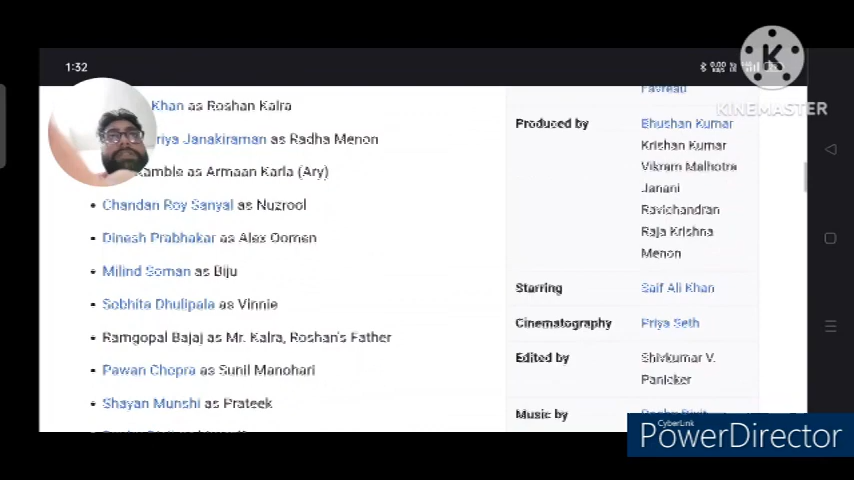 1:32
KINEMASTER
Khan as Roshan Kalra
riya Janakiraman as Radha Menon
amble as Armaan Karla (Ary)
Chandan Roy Sanyal as Nuzrool
Dinesh Prabhakar as Alex Oomen
Milind Soman as Biju
Sobhita Dhulipala as Vinnie
Ramgopal Bajaj as Mr. Kalra, Roshan's Father
Pawan Chopra as Sunil Manohari
Shayan Munshi as Prateek
Favreau
Produced by
Bhushan Kumar
Krishan Kumar
Vikram Malhotra
Janani
Ravichandran
Raja Krishna
Menon
Starring
Saif Ali Khan
Cinematography
Priya Seth
Edited by
Shivkumar V.
Panicker
Music by
CyberLink
PowerDirector